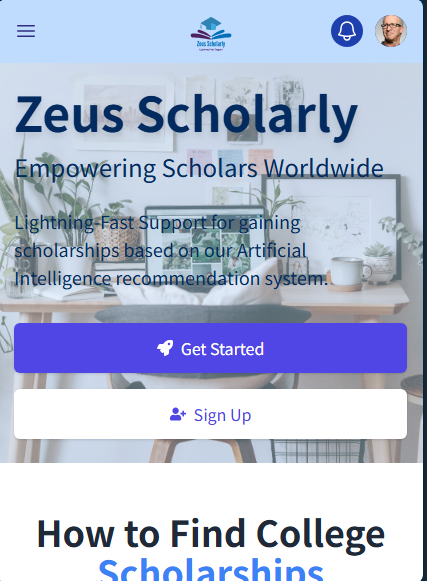 Zeus Scholarly
Zeus Scholarly
Empowering Scholars Worldwide
Lightning-Fast Support for gaining
scholarships based on our Artificial
Intelligence recommendation system.
Get Started
Sign Up
How to Find College
Scholarships